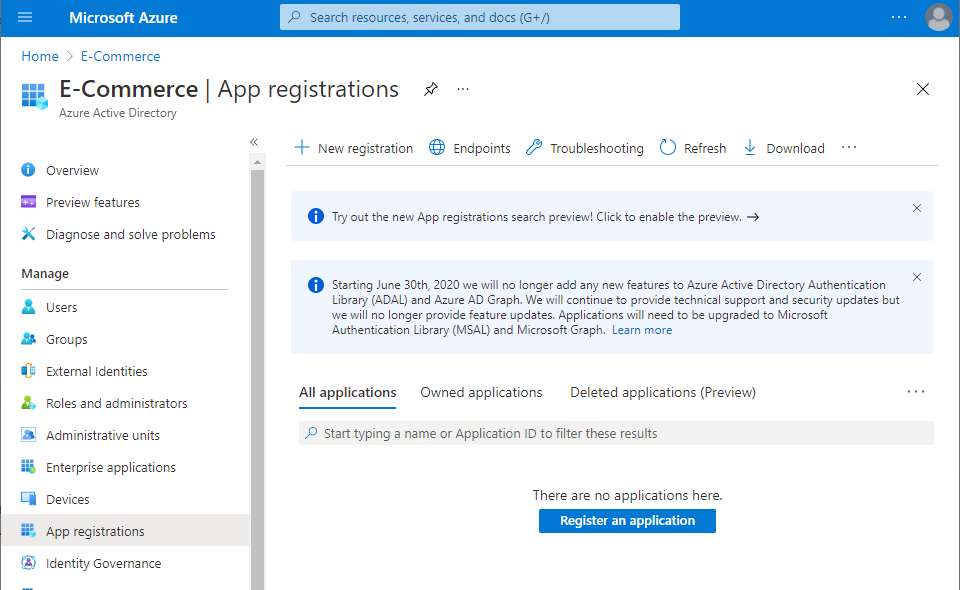 Microsoft Azure
Search resources, services, and docs (G+/)
Home > E-Commerce
E-Commerce | App registrations
Azure Active Directory
Overview
Preview features
Diagnose and solve problems
Manage
Users
Groups
External Identities
Roles and administrators
Administrative units
Enterprise applications
Devices
App registrations
Identity Governance
New registration
Endpoints
Troubleshooting
Refresh
Download
Try out the new App registrations search preview! Click to enable the preview. →
Starting June 30th, 2020 we will no longer add any new features to Azure Active Directory Authentication
Library (ADAL) and Azure AD Graph. We will continue to provide technical support and security updates but
we will no longer provide feature updates. Applications will need to be upgraded to Microsoft
Authentication Library (MSAL) and Microsoft Graph. Learn more
All applications
Owned applications
Deleted applications (Preview)
Start typing a name or Application ID to filter these results
There are no applications here.
Register an application